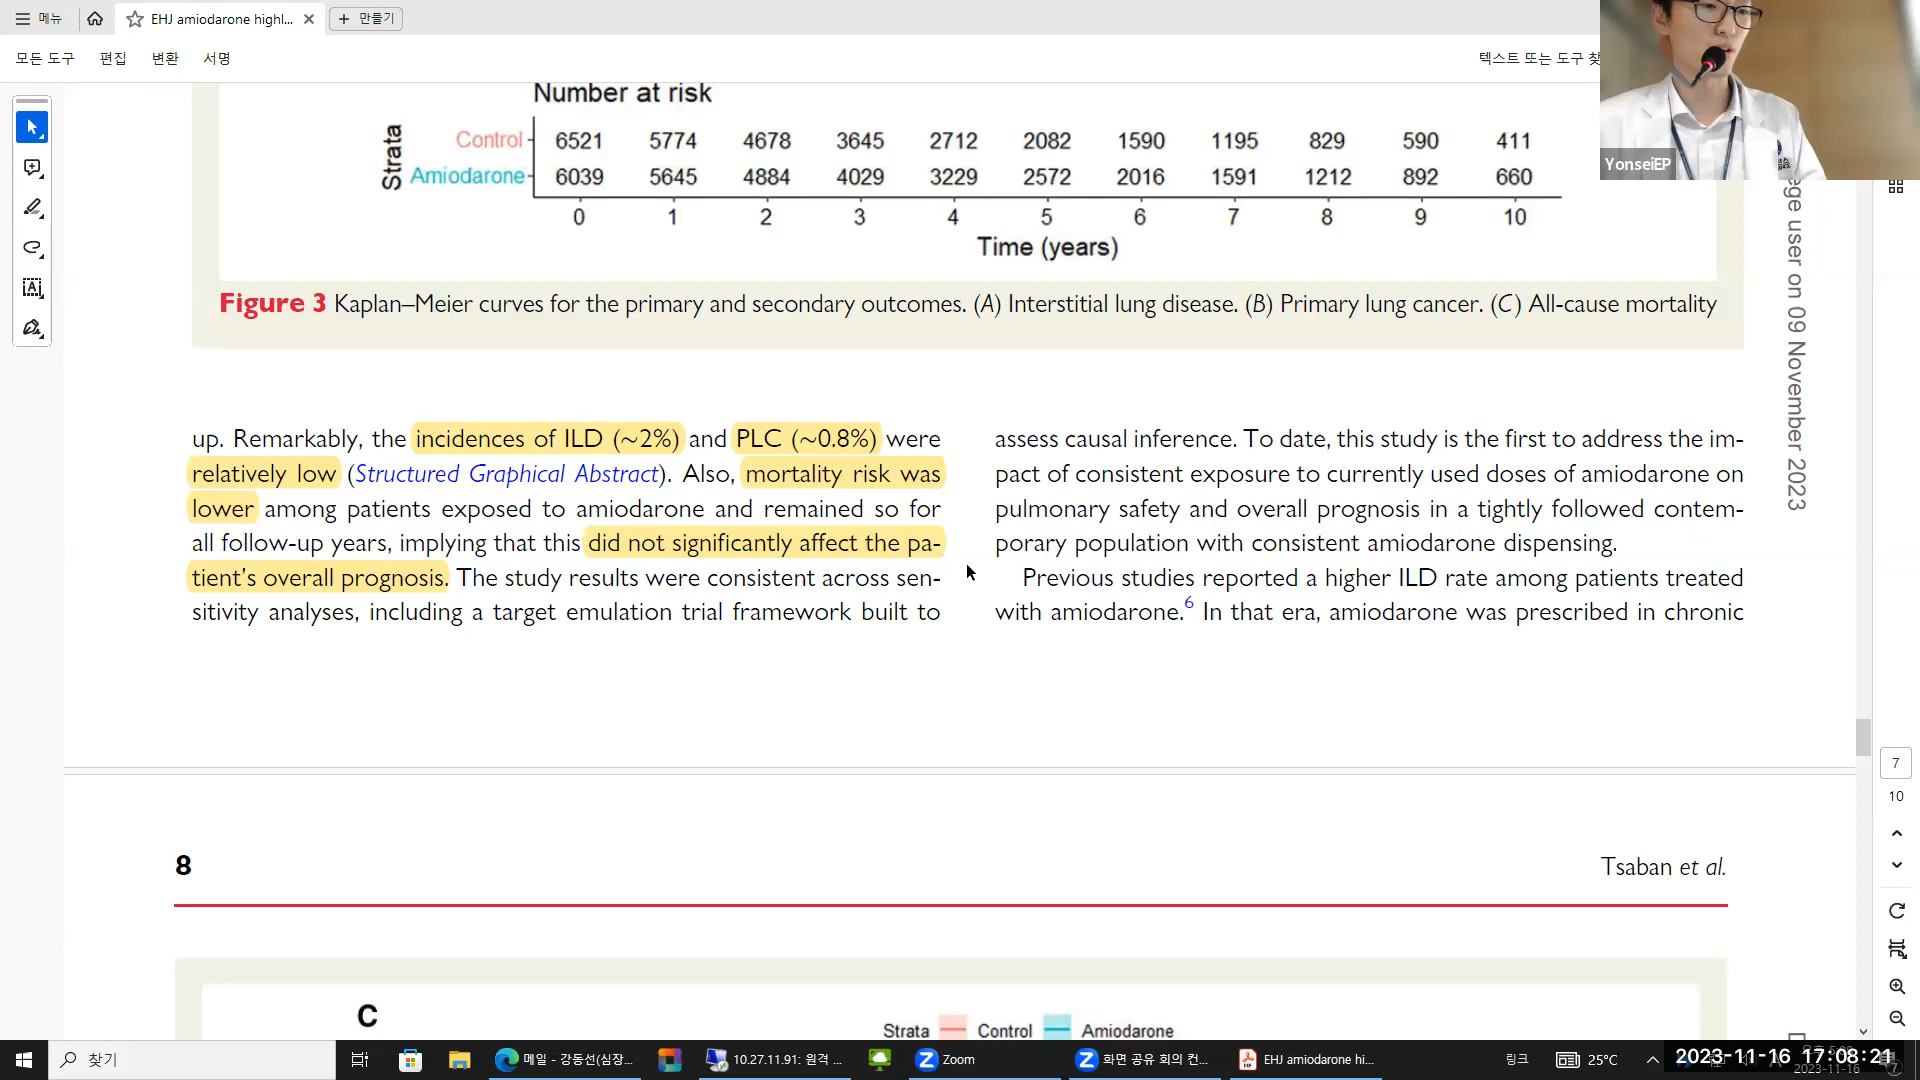 메뉴
EHJ amiodarone highl...
만들기
모든 도구
편집
변환
서명
텍스트 또는 도구 찾
YonseiEP
Number at risk
Strata
Control 6521 5774 4678 3645 2712 2082 1590 1195 829 590 411
Amiodarone 6039 5645 4884 4029 3229 2572 2016 1591 1212 892 660
0 1 2 3 4 5 6 7 8 9 10
Time (years)
Figure 3 Kaplan–Meier curves for the primary and secondary outcomes. (A) Interstitial lung disease. (B) Primary lung cancer. (C) All-cause mortality
ege user on 09 November 2023
up. Remarkably, the incidences of ILD (~2%) and PLC (~0.8%) were
relatively low (Structured Graphical Abstract). Also, mortality risk was
lower among patients exposed to amiodarone and remained so for
all follow-up years, implying that this did not significantly affect the pa-
tient's overall prognosis. The study results were consistent across sen-
sitivity analyses, including a target emulation trial framework built to
assess causal inference. To date, this study is the first to address the im-
pact of consistent exposure to currently used doses of amiodarone on
pulmonary safety and overall prognosis in a tightly followed contem-
porary population with consistent amiodarone dispensing.
Previous studies reported a higher ILD rate among patients treated
with amiodarone.6 In that era, amiodarone was prescribed in chronic
7
10
8
Tsaban et al.
C
Strata Control Amiodarone
찾기
메일 - 강동선(심장...
10.27.11.91: 원격 ...
Zoom
화면 공유 회의 컨...
EHJ amiodarone hi...
링크
25°C
2023-11-16 17:08:21
2023-11-16